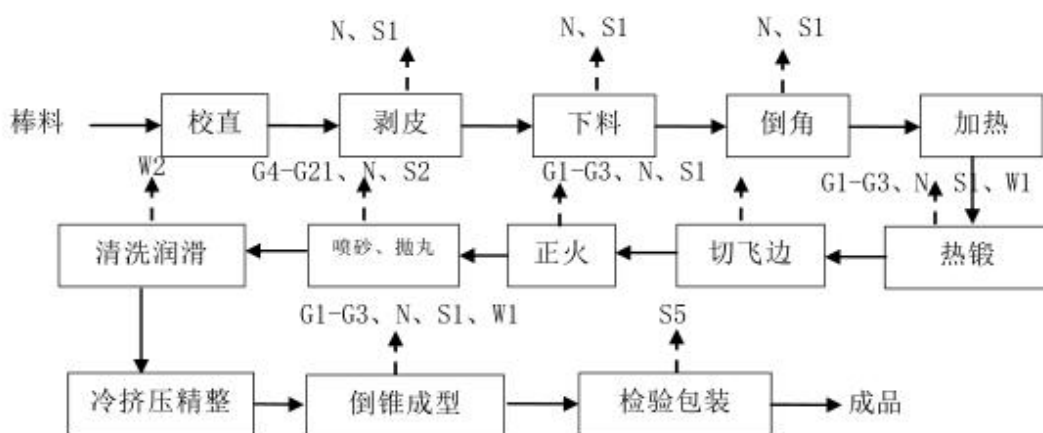 N、S1
N、S1
N、S1
棒料
校直
剥皮
下料
倒角
加热
W2
G4-G21、N、S2
G1-G3、N、S1
G1-G3、N、S1、W1
清洗润滑
喷砂、抛丸
正火
切飞边
热锻
G1-G3、N、S1、W1
S5
冷挤压精整
倒锥成型
检验包装
成品